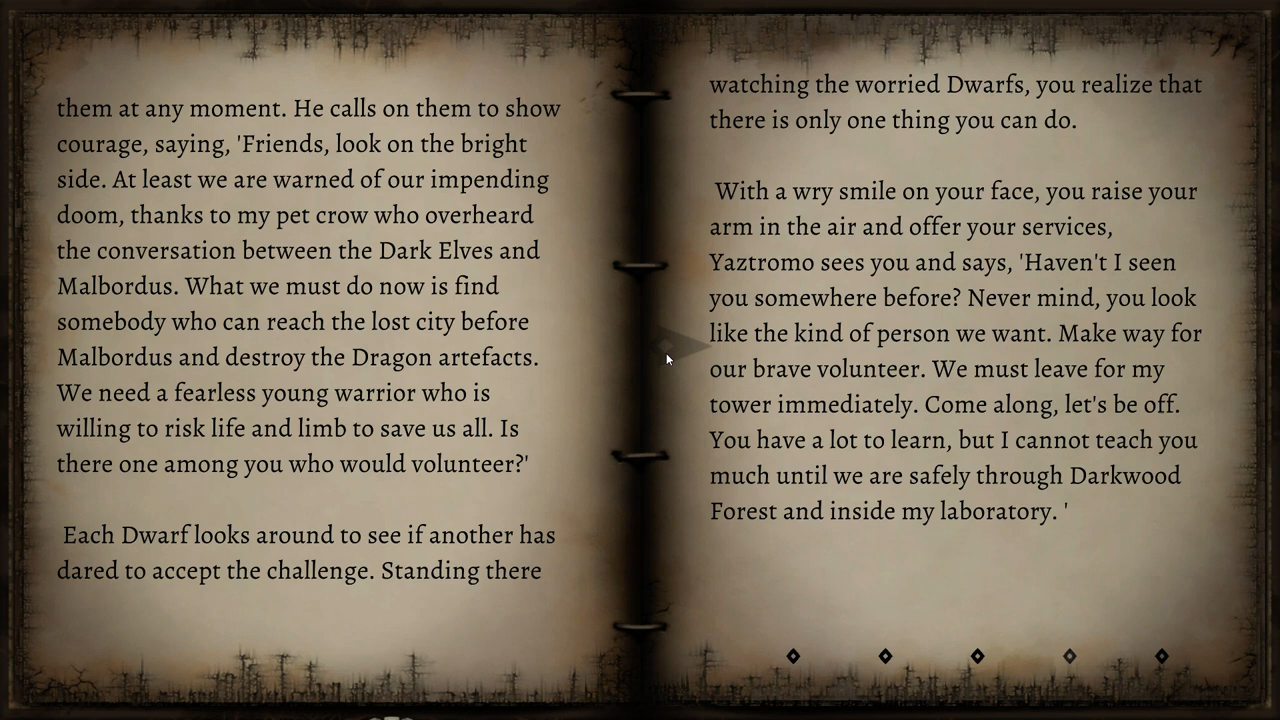 them at any moment. He calls on them to show
courage, saying, 'Friends, look on the bright
side. At least we are warned of our impending
doom, thanks to my pet crow who overheard
the conversation between the Dark Elves and
Malbordus. What we must do now is find
somebody who can reach the lost city before
Malbordus and destroy the Dragon artefacts.
We need a fearless young warrior who is
willing to risk life and limb to save us all. Is
there one among you who would volunteer?'
Each Dwarf looks around to see if another has
dared to accept the challenge. Standing there
watching the worried Dwarfs, you realize that
there is only one thing you can do.
With a wry smile on your face, you raise your
arm in the air and offer your services,
Yaztromo sees you and says, 'Haven't I seen
you somewhere before? Never mind, you look
like the kind of person we want. Make way for
our brave volunteer. We must leave for my
tower immediately. Come along, let's be off.
You have a lot to learn, but I cannot teach you
much until we are safely through Darkwood
Forest and inside my laboratory. '